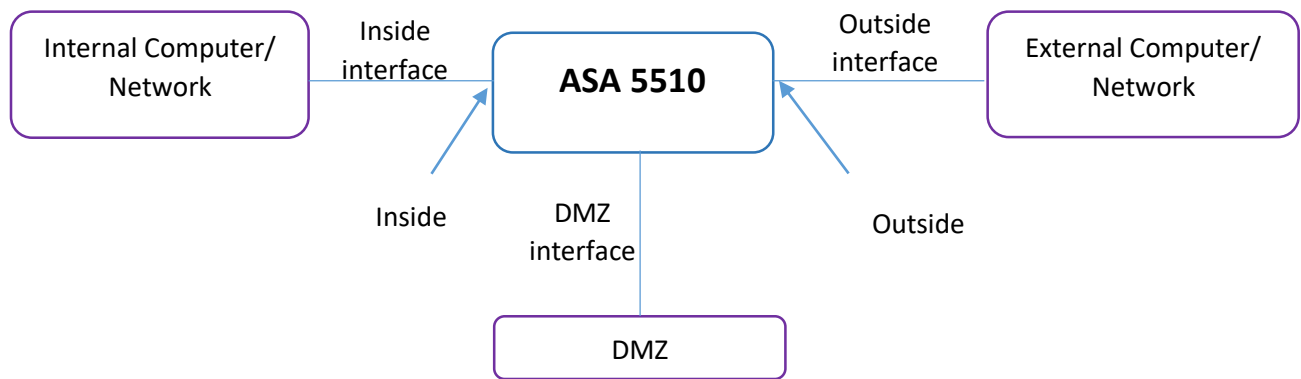 Internal Computer/
Network
Inside
interface
ASA 5510
Outside
interface
External Computer/
Network
Inside
DMZ
interface
Outside
DMZ